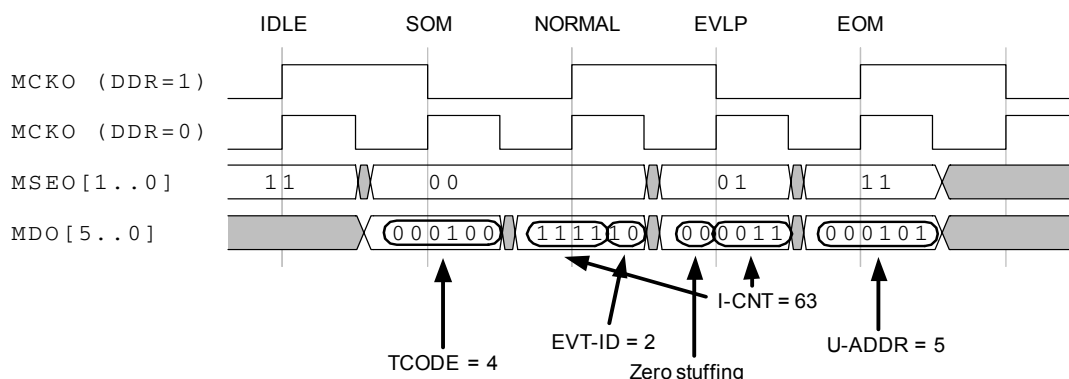 IDLE SOM NORMAL EVLP EOM
MCKO (DDR=1)
MCKO (DDR=0)
MSEO[1..0] 11 00 01 11
MDO[5..0] 000100 111110 000011 000101
I-CNT = 63
EVT-ID = 2 U-ADDR = 5
TCODE = 4
Zero stuffing